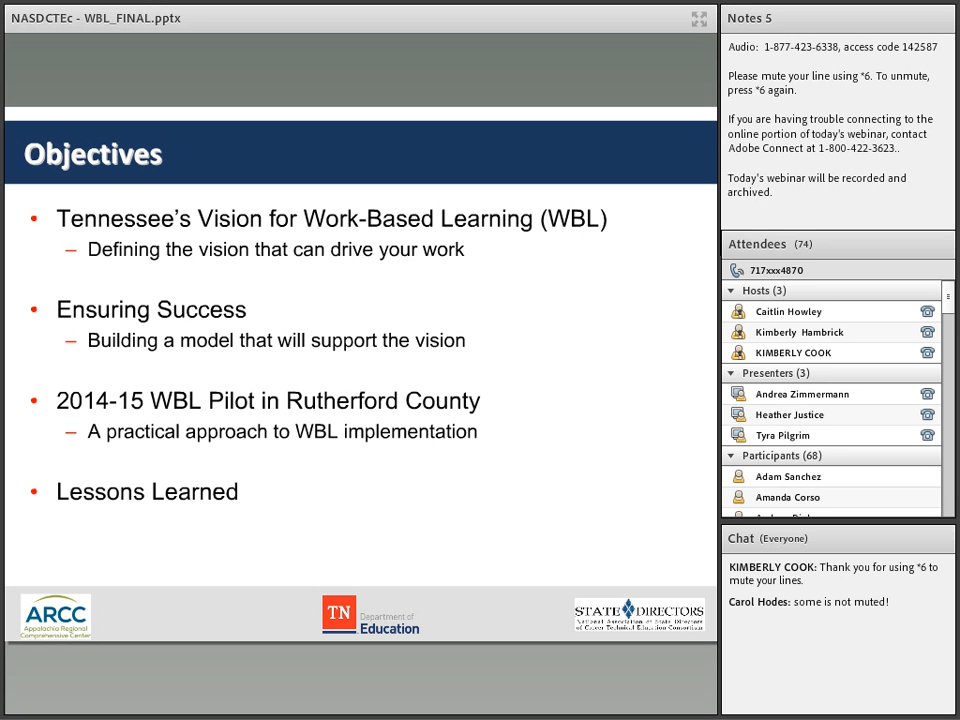 NASDCTEc - WBL_FINAL.pptx
Objectives
• Tennessee's Vision for Work-Based Learning (WBL)
– Defining the vision that can drive your work
• Ensuring Success
– Building a model that will support the vision
• 2014-15 WBL Pilot in Rutherford County
– A practical approach to WBL implementation
• Lessons Learned
ARCC
Appalachia Regional
Comprehensive Center
TN
Department of
Education
STATE DIRECTORS
National Association of State Directors
of Career Technical Education Consortium
Notes 5
Audio: 1-877-423-6338, access code 142587
Please mute your line using *6. To unmute,
press *6 again.
If you are having trouble connecting to the
online portion of today's webinar, contact
Adobe Connect at 1-800-422-3623..
Today's webinar will be recorded and
archived.
Attendees (74)
717xxx4870
Hosts (3)
Caitlin Howley
Kimberly Hambrick
KIMBERLY COOK
Presenters (3)
Andrea Zimmermann
Heather Justice
Tyra Pilgrim
Participants (68)
Adam Sanchez
Amanda Corso
Chat (Everyone)
KIMBERLY COOK: Thank you for using *6 to
mute your lines.
Carol Hodes: some is not muted!